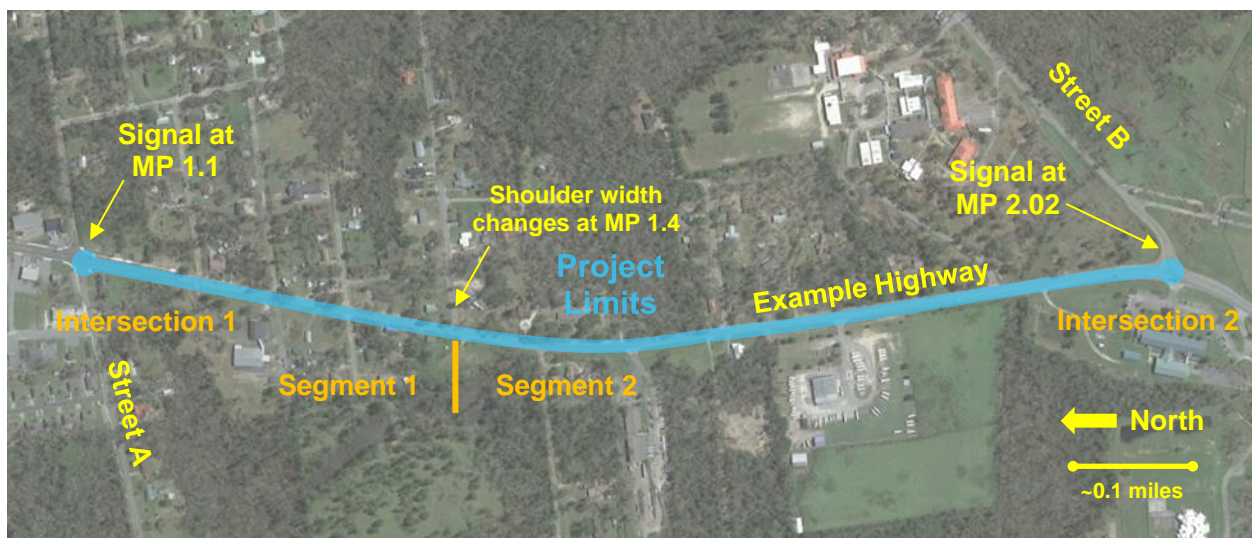 Signal at
MP 1.1
Shoulder width
changes at MP 1.4
Project
Limits
Example Highway
Street B
Signal at
MP 2.02
Intersection 1
Street A
Segment 1
Segment 2
Intersection 2
North
~0.1 miles